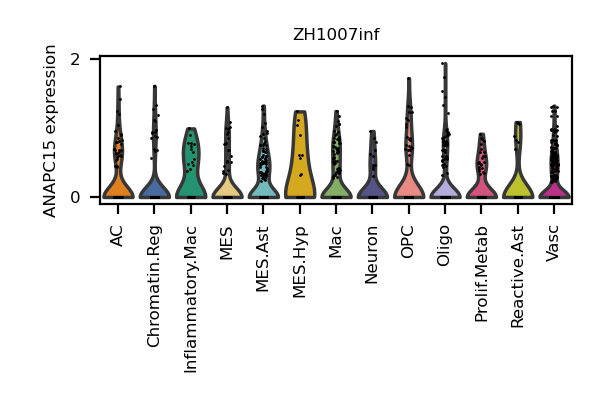 ZH1007inf
ANAPC15 expression
2
0
AC
Chromatin.Reg
Inflammatory.Mac
MES
MES.Ast
MES.Hyp
Mac
Neuron
OPC
Oligo
Prolif.Metab
Reactive.Ast
Vasc